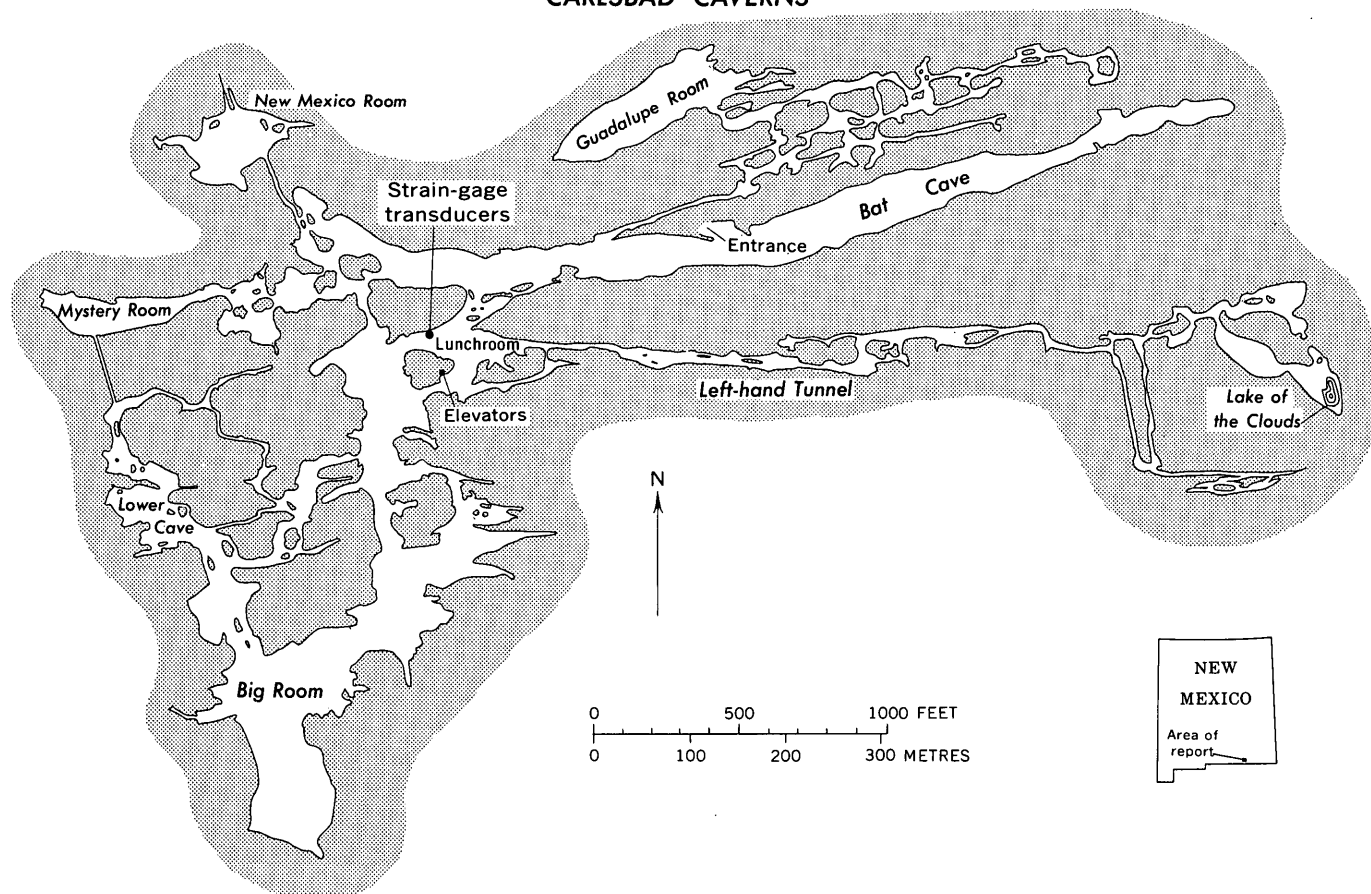 CARLSBAD CAVERNS
New Mexico Room
Guadalupe Room
Strain-gage
transducers
Bat Cave
Entrance
Mystery Room
Lunchroom
Elevators
Left-hand Tunnel
Lake of
the Clouds
Lower
Cave
N
Big Room
0 500 1000 FEET
0 100 200 300 METRES
NEW
MEXICO
Area of
report